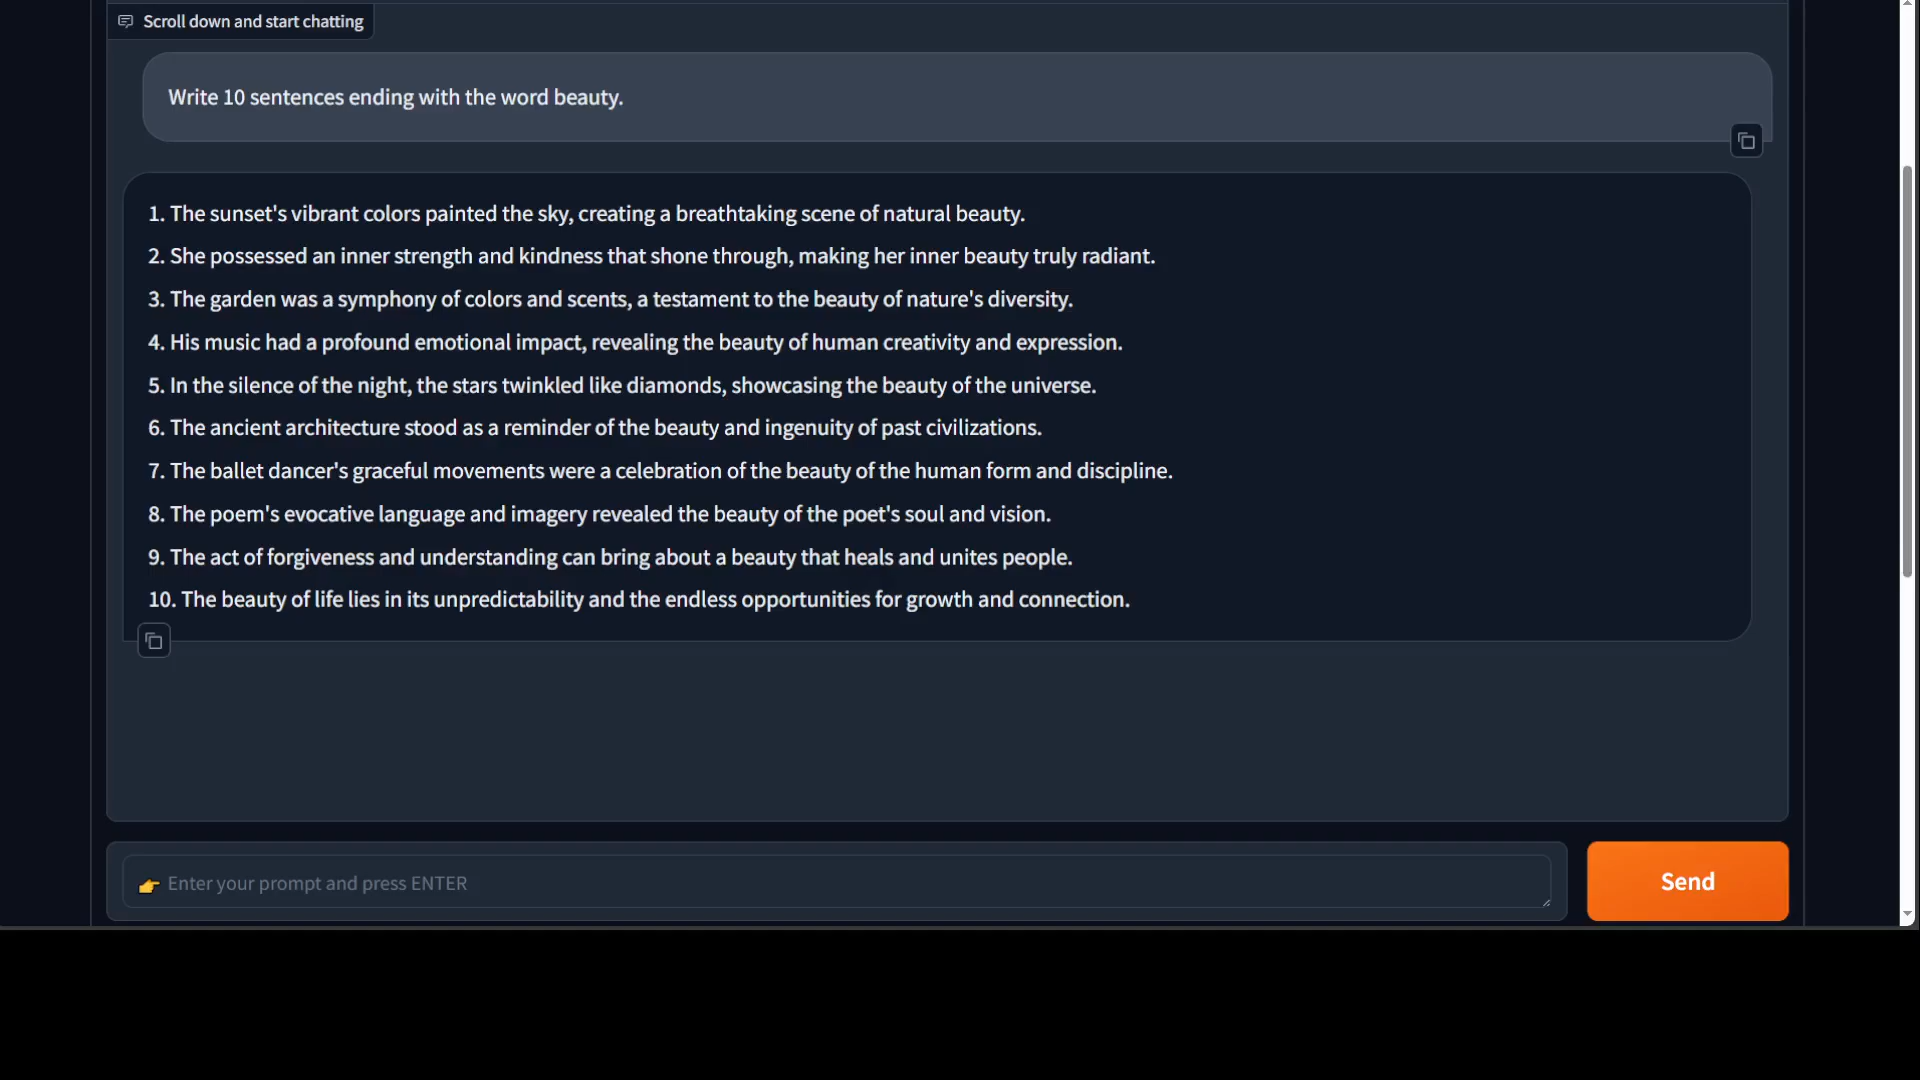 Scroll down and start chatting
Write 10 sentences ending with the word beauty.
1. The sunset's vibrant colors painted the sky, creating a breathtaking scene of natural beauty.
2. She possessed an inner strength and kindness that shone through, making her inner beauty truly radiant.
3. The garden was a symphony of colors and scents, a testament to the beauty of nature's diversity.
4. His music had a profound emotional impact, revealing the beauty of human creativity and expression.
5. In the silence of the night, the stars twinkled like diamonds, showcasing the beauty of the universe.
6. The ancient architecture stood as a reminder of the beauty and ingenuity of past civilizations.
7. The ballet dancer's graceful movements were a celebration of the beauty of the human form and discipline.
8. The poem's evocative language and imagery revealed the beauty of the poet's soul and vision.
9. The act of forgiveness and understanding can bring about a beauty that heals and unites people.
10. The beauty of life lies in its unpredictability and the endless opportunities for growth and connection.
👉 Enter your prompt and press ENTER
Send